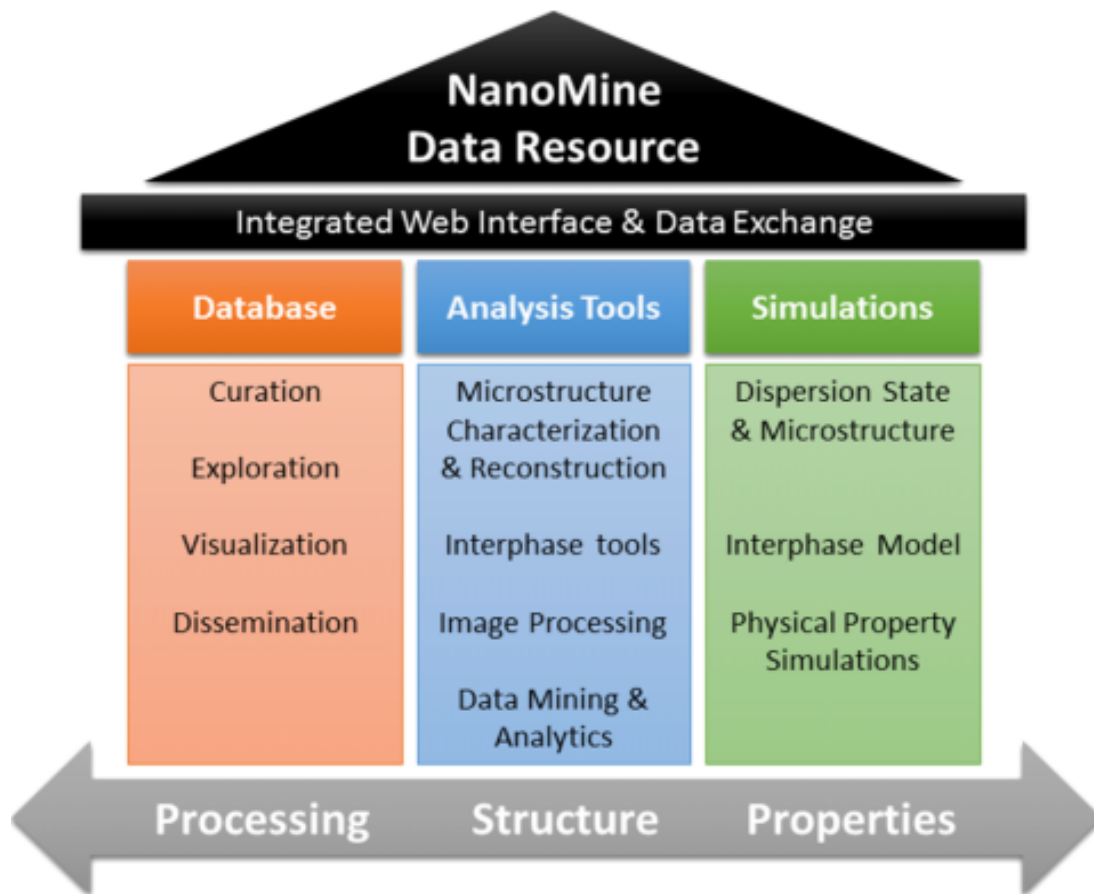 NanoMine
Data Resource
Integrated Web Interface & Data Exchange
Database
Analysis Tools
Simulations
Curation
Exploration
Visualization
Dissemination
Microstructure
Characterization
& Reconstruction
Interphase tools
Image Processing
Data Mining &
Analytics
Dispersion State
& Microstructure
Interphase Model
Physical Property
Simulations
Processing
Structure
Properties